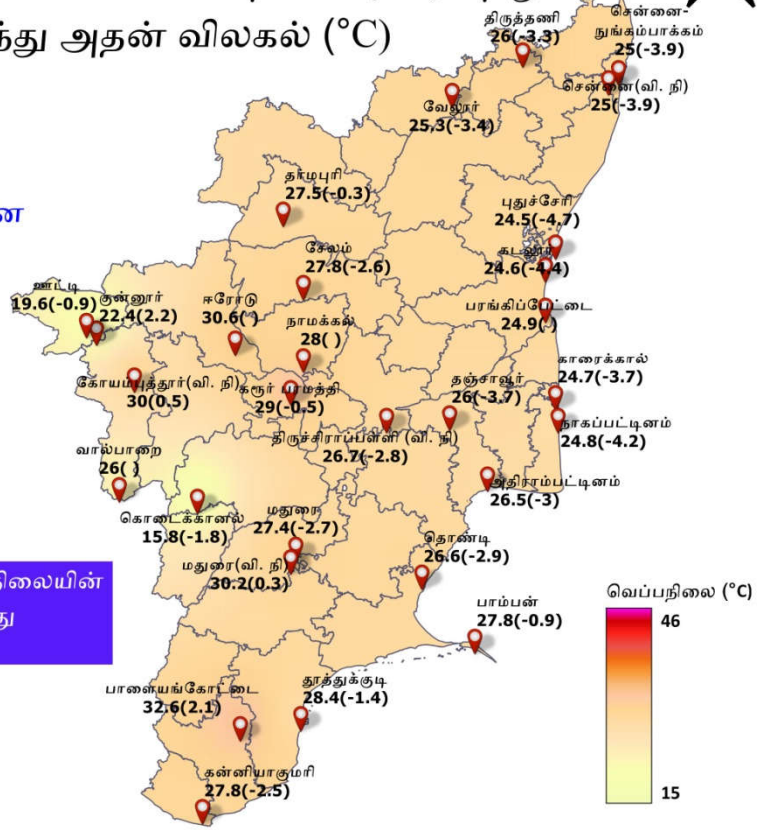 து அதன் விலகல் (°C)
திருத்தணி
26(-3.3)
சென்னை-
நுங்கம்பாக்கம்
25(-3.9)
சென்னை(வி. நி)
25(-3.9)
வேலூர்
25.3(-3.4)
தர்மபுரி
27.5(-0.3)
புதுச்சேரி
24.5(-4.7)
சேலம்
27.8(-2.6)
கடலூர்
24.6(-4.4)
ஊட்டி
19.6(-0.9)
குன்னூர்
22.4(2.2)
ஈரோடு
30.6( )
நாமக்கல்
28( )
பரங்கிப்பேட்டை
24.9( )
காரைக்கால்
24.7(-3.7)
கோயம்புத்தூர்(வி. நி)
30(0.5)
கரூர் பரமத்தி
29(-0.5)
தஞ்சாவூர்
26(-3.7)
நாகப்பட்டினம்
24.8(-4.2)
திருச்சிராப்பள்ளி (வி. நி)
26.7(-2.8)
வால்பாறை
26( )
அதிராம்பட்டினம்
26.5(-3)
கொடைக்கானல்
15.8(-1.8)
மதுரை
27.4(-2.7)
தொண்டி
26.6(-2.9)
மதுரை(வி. நி)
30.2(0.3)
நிலையின்
து
பாம்பன்
27.8(-0.9)
வெப்பநிலை (°C)
46
15
பாளையங்கோட்டை
32.6(2.1)
தூத்துக்குடி
28.4(-1.4)
கன்னியாகுமரி
27.8(-2.5)